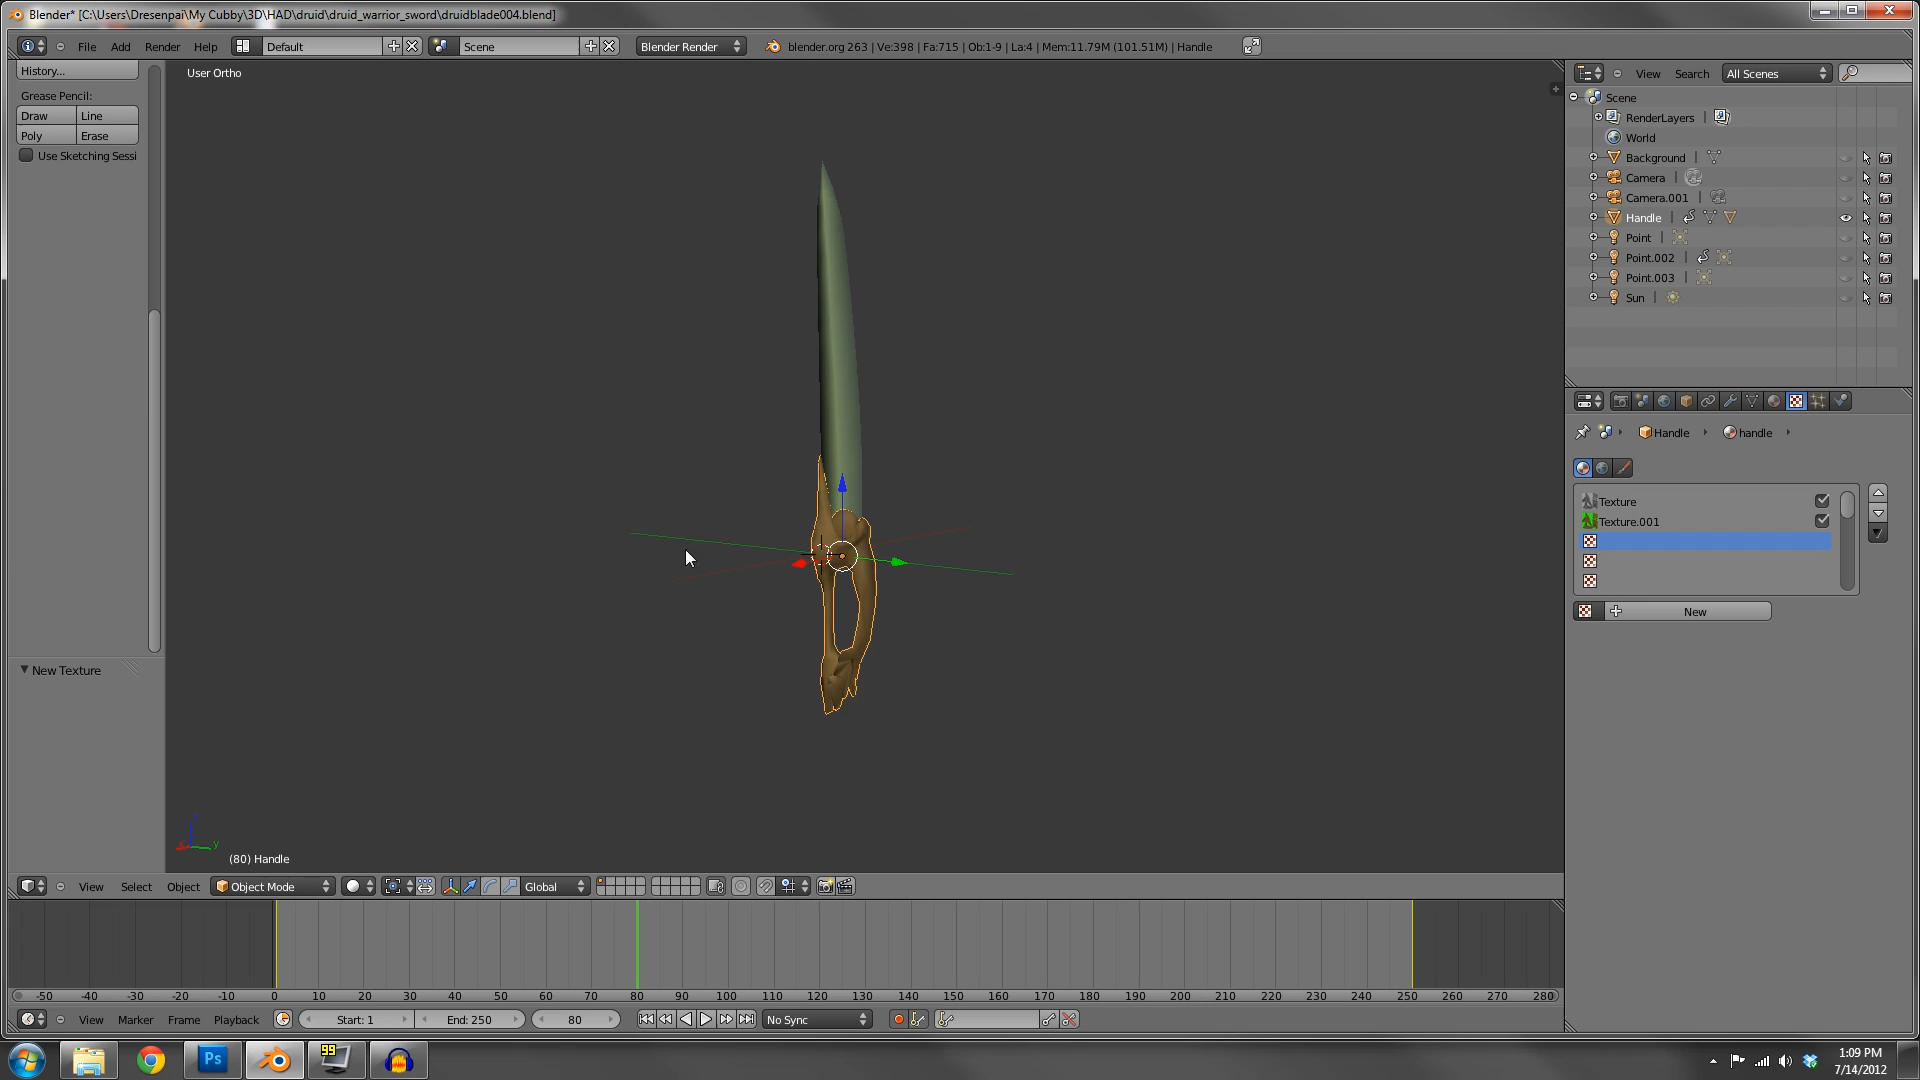 Blender* [C:\Users\Dresenpai\My Cubby\3D\HAD\druid\druid_warrior_sword\druidblade004.blend]
File Add Render Help Default Scene Blender Render blender.org 263 | Ve:398 | Fa:715 | Ob:1-9 | La:4 | Mem:11.79M (101.51M) | Handle
History...
Grease Pencil:
Draw Line
Poly Erase
Use Sketching Sessi
New Texture
User Ortho
z
x y
(80) Handle
View Search All Scenes
Scene
RenderLayers |
World
Background |
Camera |
Camera.001 |
Handle |
Point |
Point.002 |
Point.003 |
Sun |
Handle handle
Texture
Texture.001
New
View Select Object Object Mode Global
-50 -40 -30 -20 -10 0 10 20 30 40 50 60 70 80 90 100 110 120 130 140 150 160 170 180 190 200 210 220 230 240 250 260 270 280
View Marker Frame Playback Start: 1 End: 250 80 No Sync
Ps 99 1:09 PM
7/14/2012